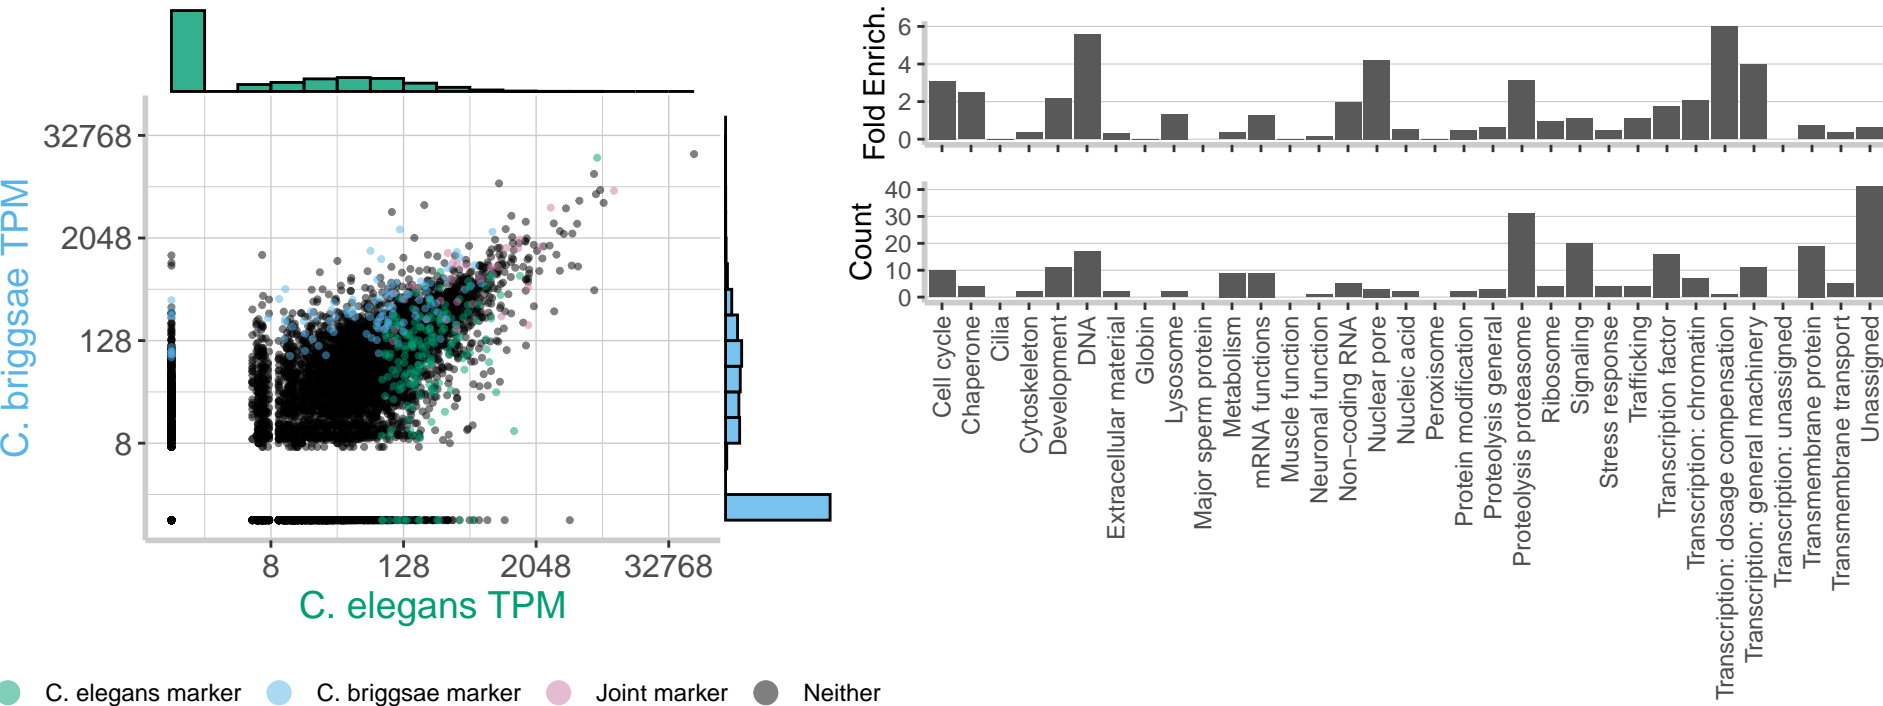 32768
2048
128
8
C. briggsae TPM
8
128
2048
32768
C. elegans TPM
C. elegans marker
C. briggsae marker
Joint marker
Neither
Fold Enrich.
6
4
2
0
Count
40
30
20
10
0
Cell cycle
Chaperone
Cilia
Cytoskeleton
Development
DNA
Extracellular material
Globin
Lysosome
Major sperm protein
Metabolism
mRNA functions
Muscle function
Neuronal function
Non−coding RNA
Nuclear pore
Nucleic acid
Peroxisome
Protein modification
Proteolysis general
Proteolysis proteasome
Ribosome
Signaling
Stress response
Trafficking
Transcription factor
Transcription: chromatin
Transcription: dosage compensation
Transcription: general machinery
Transcription: unassigned
Transmembrane protein
Transmembrane transport
Unassigned